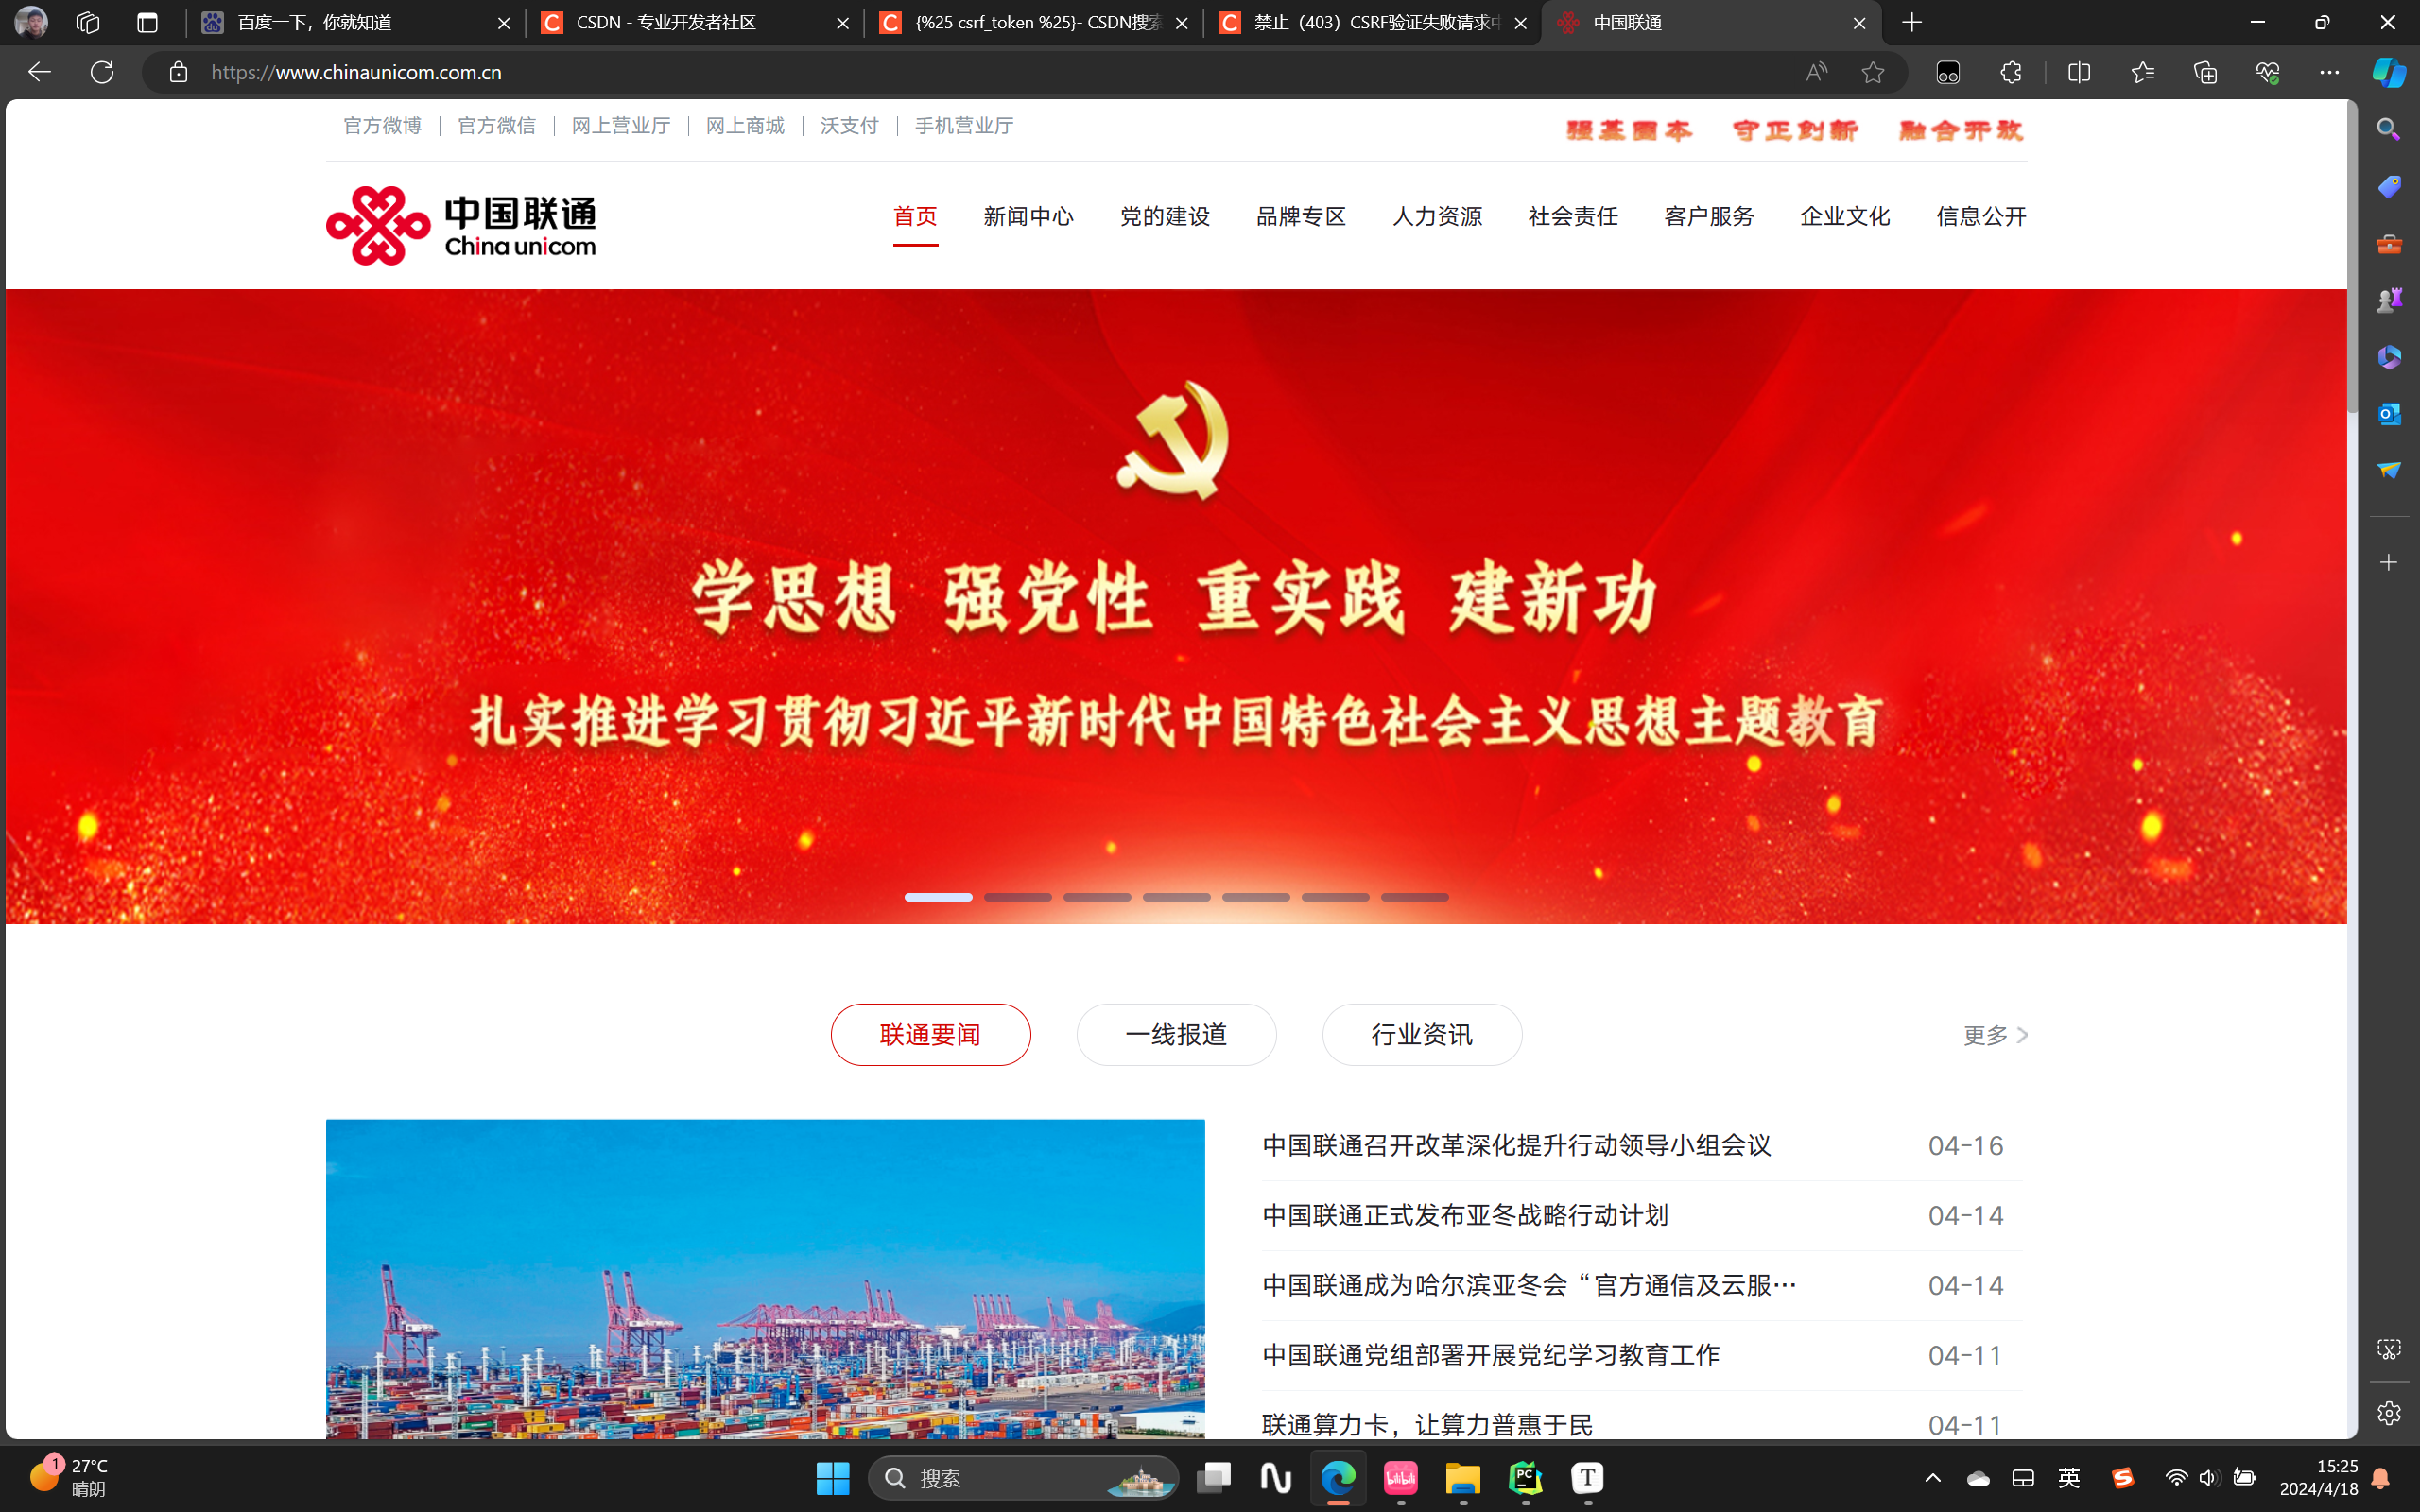 百度一下，你就知道
CSDN - 专业开发者社区
{%25 csrf_token %25}- CSDN搜索
禁止（403）CSRF验证失败请求中
中国联通
https://www.chinaunicom.com.cn
官方微博
官方微信
网上营业厅
网上商城
沃支付
手机营业厅
强基固本 守正创新 融合开放
中国联通
China unicom
首页
新闻中心
党的建设
品牌专区
人力资源
社会责任
客户服务
企业文化
信息公开
学思想 强党性 重实践 建新功
扎实推进学习贯彻习近平新时代中国特色社会主义思想主题教育
联通要闻
一线报道
行业资讯
更多
中国联通召开改革深化提升行动领导小组会议 04-16
中国联通正式发布亚冬战略行动计划 04-14
中国联通成为哈尔滨亚冬会“官方通信及云服… 04-14
中国联通党组部署开展党纪学习教育工作 04-11
联通算力卡，让算力普惠于民 04-11
1
27°C
晴朗
搜索
bilibili
PC
T
英
15:25
2024/4/18